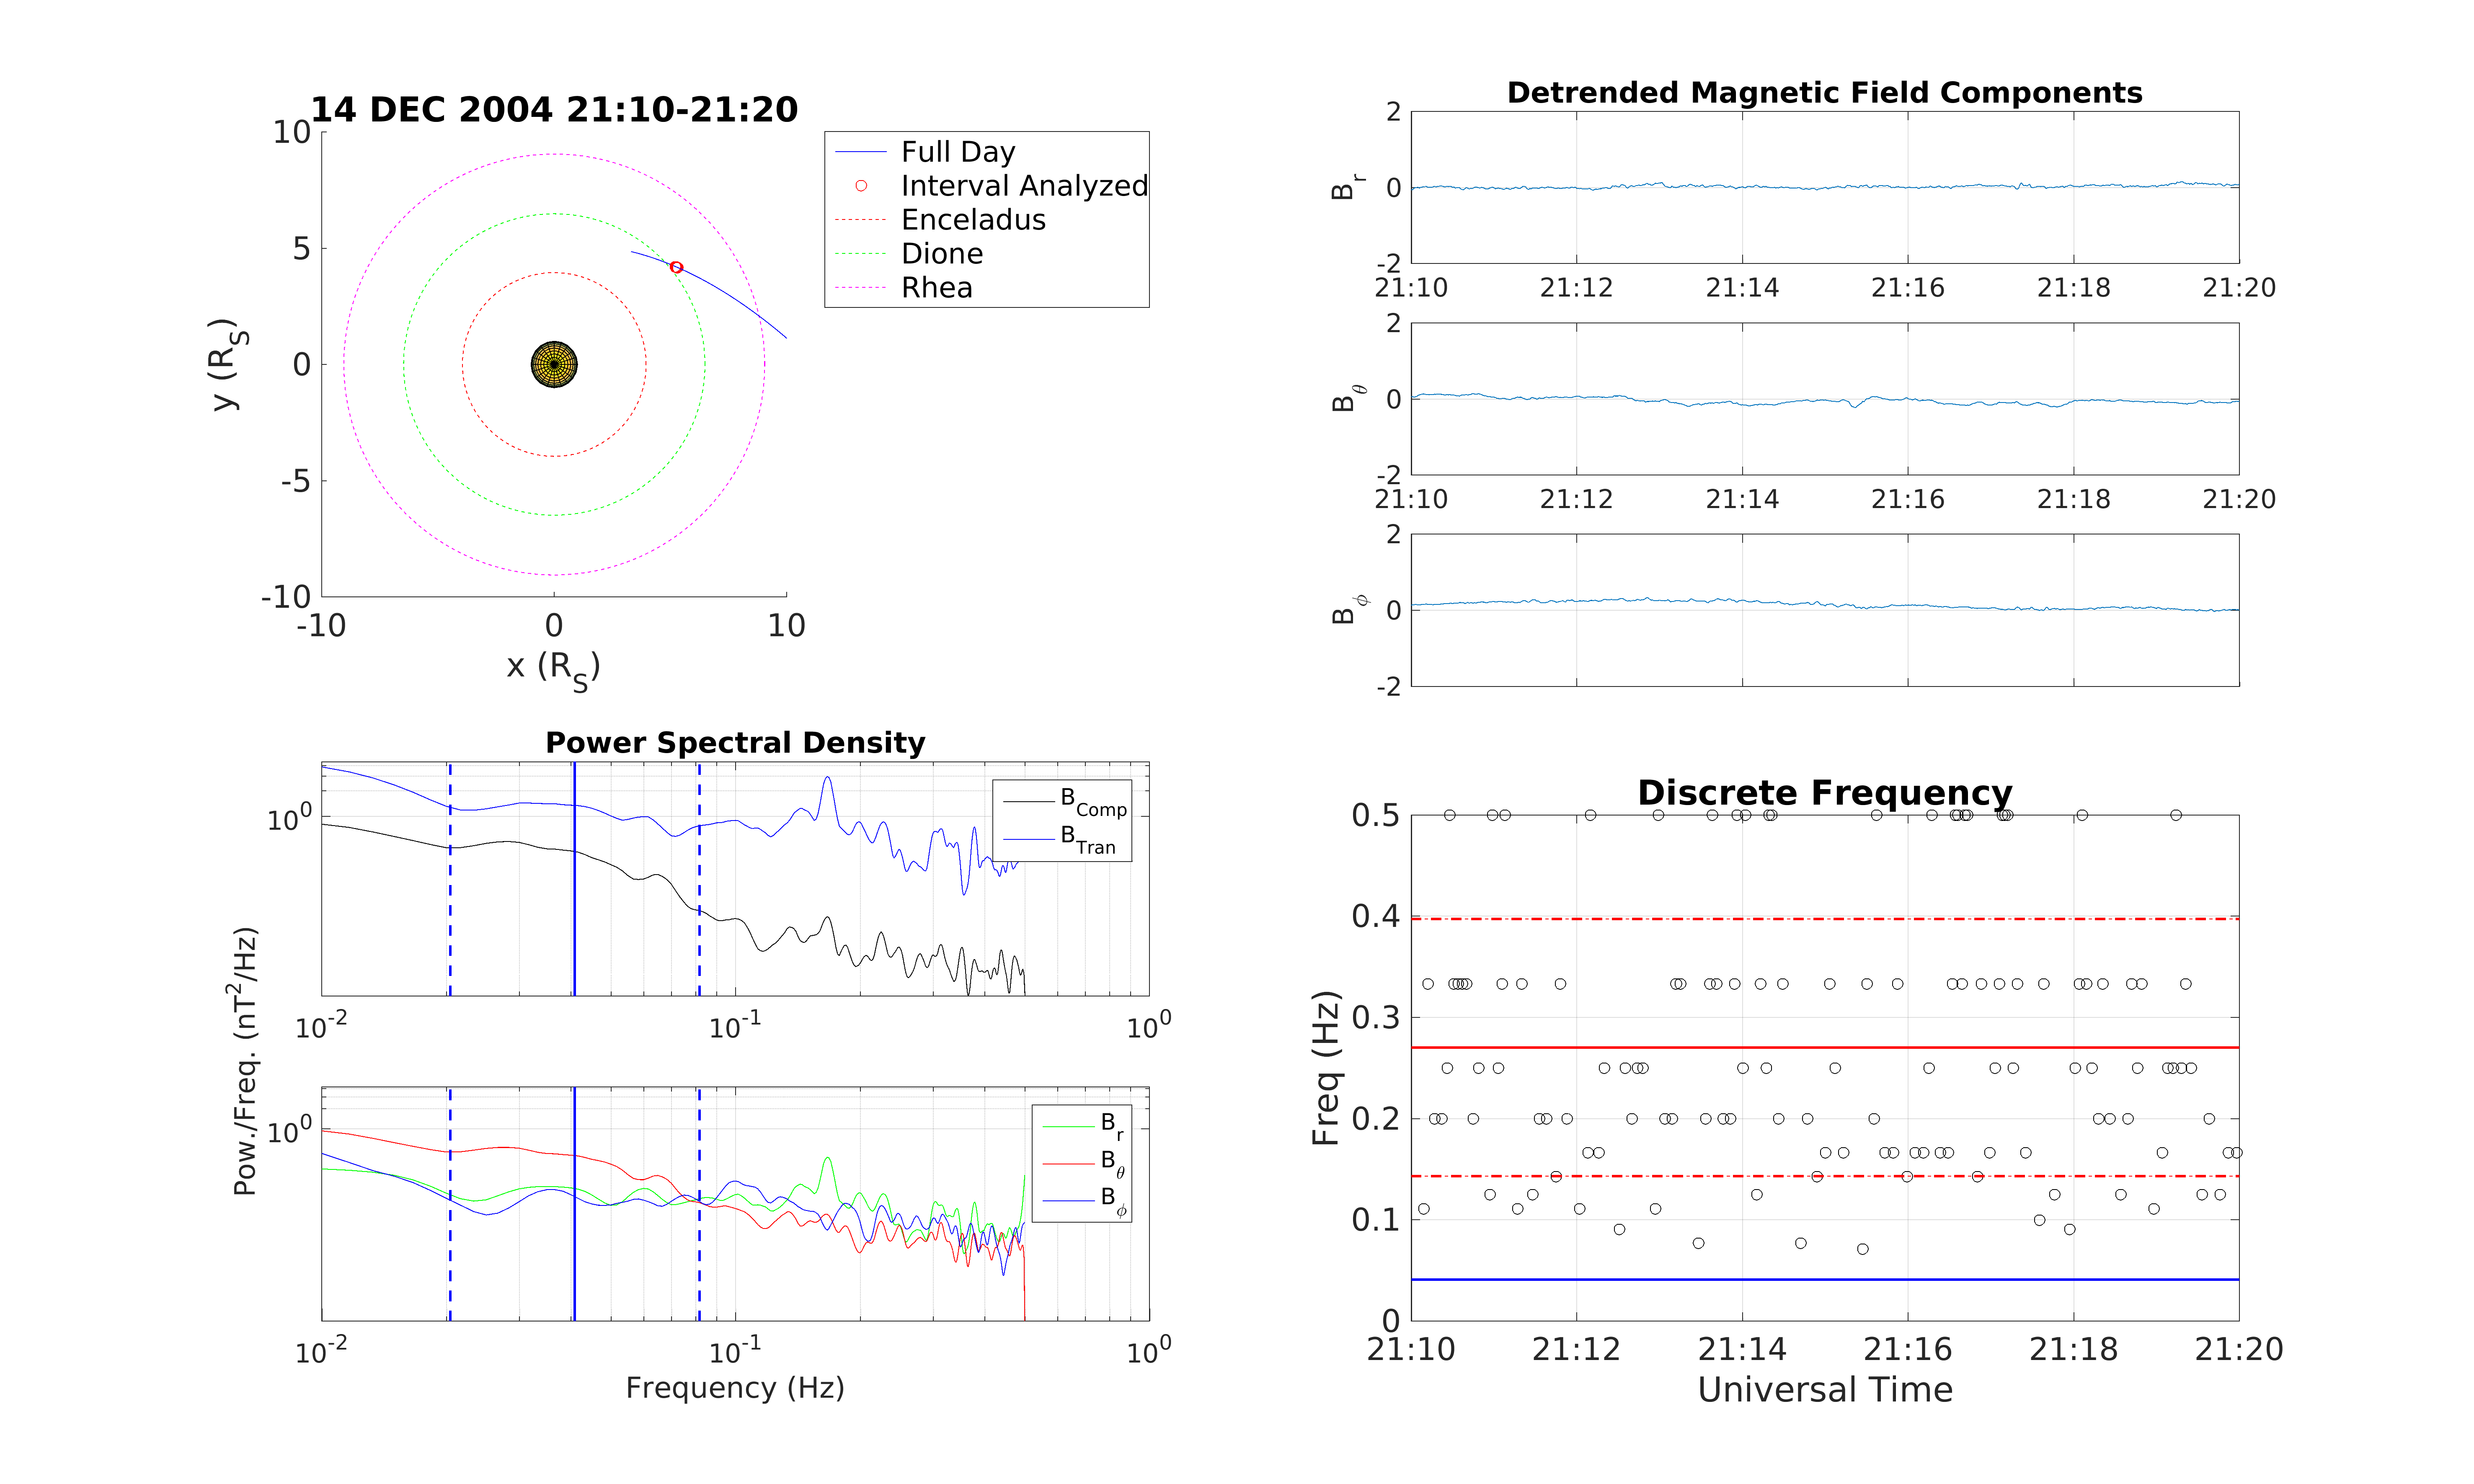 14 DEC 2004 21:10-21:20
10
5
0
-5
-10
-10
0
10
y (R_S)
x (R_S)
Full Day
Interval Analyzed
Enceladus
Dione
Rhea
Detrended Magnetic Field Components
2
0
-2
B_r
21:10 21:12 21:14 21:16 21:18 21:20
2
0
-2
B_θ
21:10 21:12 21:14 21:16 21:18 21:20
2
0
-2
B_ϕ
Power Spectral Density
10^0
B_Comp
B_Tran
10^-2 10^-1 10^0
Pow./Freq. (nT^2/Hz)
10^0
B_r
B_θ
B_ϕ
10^-2 10^-1 10^0
Frequency (Hz)
Discrete Frequency
0.5
0.4
0.3
0.2
0.1
0
Freq (Hz)
21:10 21:12 21:14 21:16 21:18 21:20
Universal Time